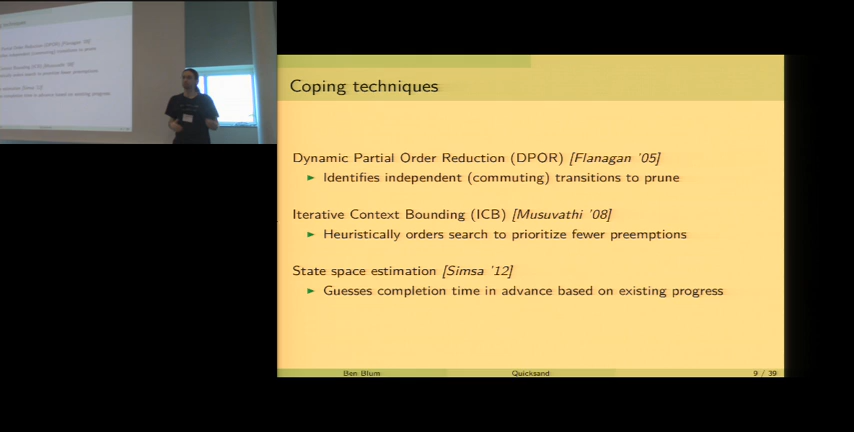 Coping techniques
Dynamic Partial Order Reduction (DPOR) [Flanagan '05]
► Identifies independent (commuting) transitions to prune
Iterative Context Bounding (ICB) [Musuvathi '08]
► Heuristically orders search to prioritize fewer preemptions
State space estimation [Simsa '12]
► Guesses completion time in advance based on existing progress
Ben Blum Quicksand 9 / 39